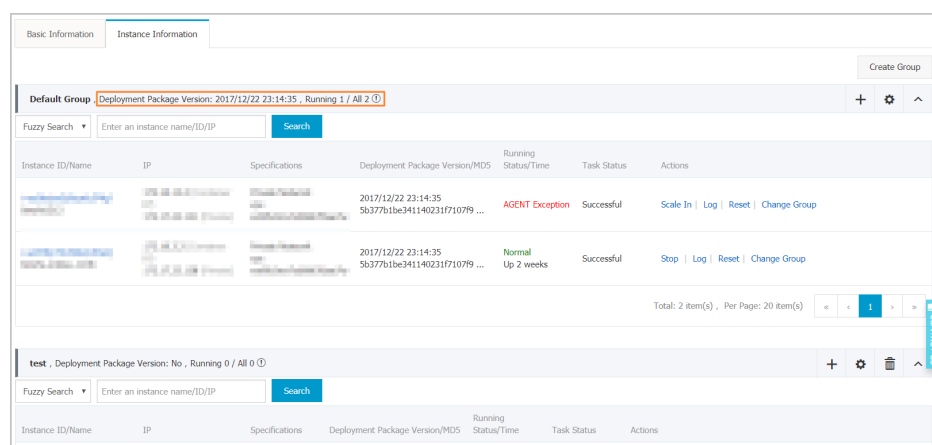 Basic Information Instance Information
Create Group
Default Group , Deployment Package Version: 2017/12/22 23:14:35 , Running 1 / All 2
Fuzzy Search Enter an instance name/ID/IP Search
Running
Instance ID/Name IP Specifications Deployment Package Version/MD5 Status/Time Task Status Actions
2017/12/22 23:14:35
5b377b1be341140231f7107f9 ... AGENT Exception Successful Scale In | Log | Reset | Change Group
2017/12/22 23:14:35 Normal
5b377b1be341140231f7107f9 ... Up 2 weeks Successful Stop | Log | Reset | Change Group
Total: 2 item(s) , Per Page: 20 item(s) « ‹ 1 › »
test , Deployment Package Version: No , Running 0 / All 0
Fuzzy Search Enter an instance name/ID/IP Search
Running
Instance ID/Name IP Specifications Deployment Package Version/MD5 Status/Time Task Status Actions